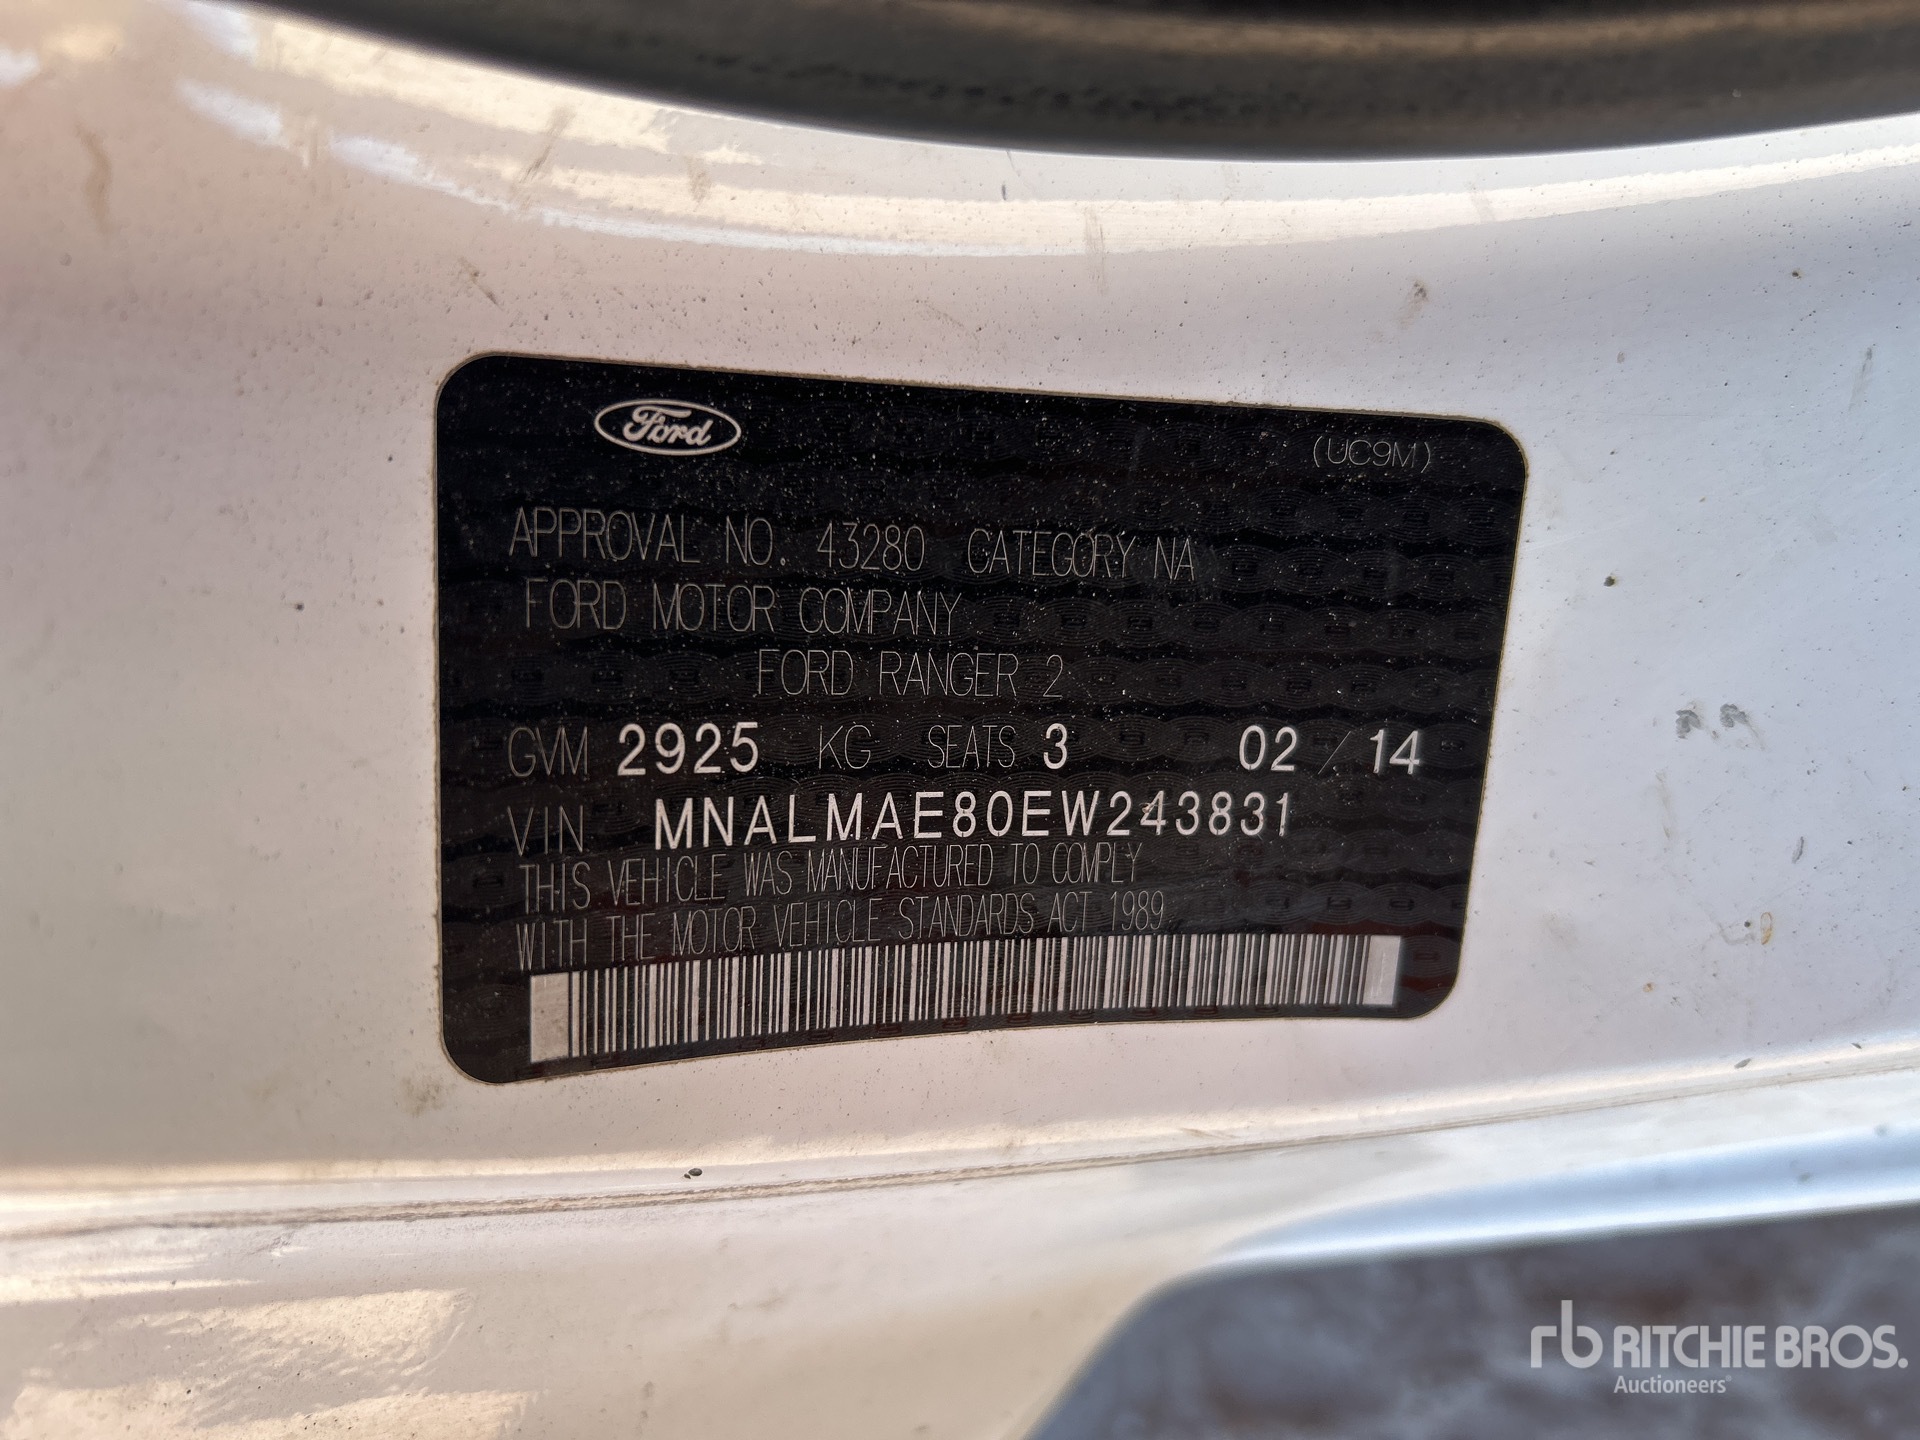 Ford (UC9M)
APPROVAL NO. 43280 CATEGORY NA
FORD MOTOR COMPANY
FORD RANGER 2
GVM 2925 KG SEATS 3 02 / 14
VIN MNALMAE80EW243831
THIS VEHICLE WAS MANUFACTURED TO COMPLY
WITH THE MOTOR VEHICLE STANDARDS ACT 1989
rb RITCHIE BROS.
Auctioneers